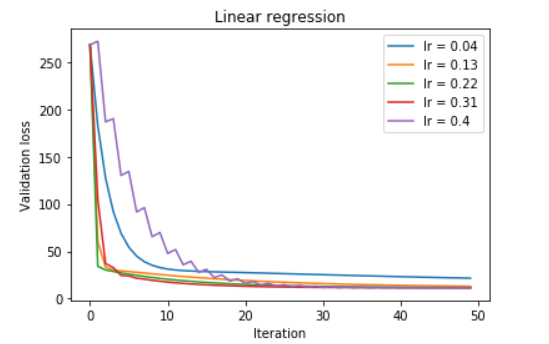 Linear regression
Validation loss
250
200
150
100
50
0
lr = 0.04
lr = 0.13
lr = 0.22
lr = 0.31
lr = 0.4
0 10 20 30 40 50
Iteration